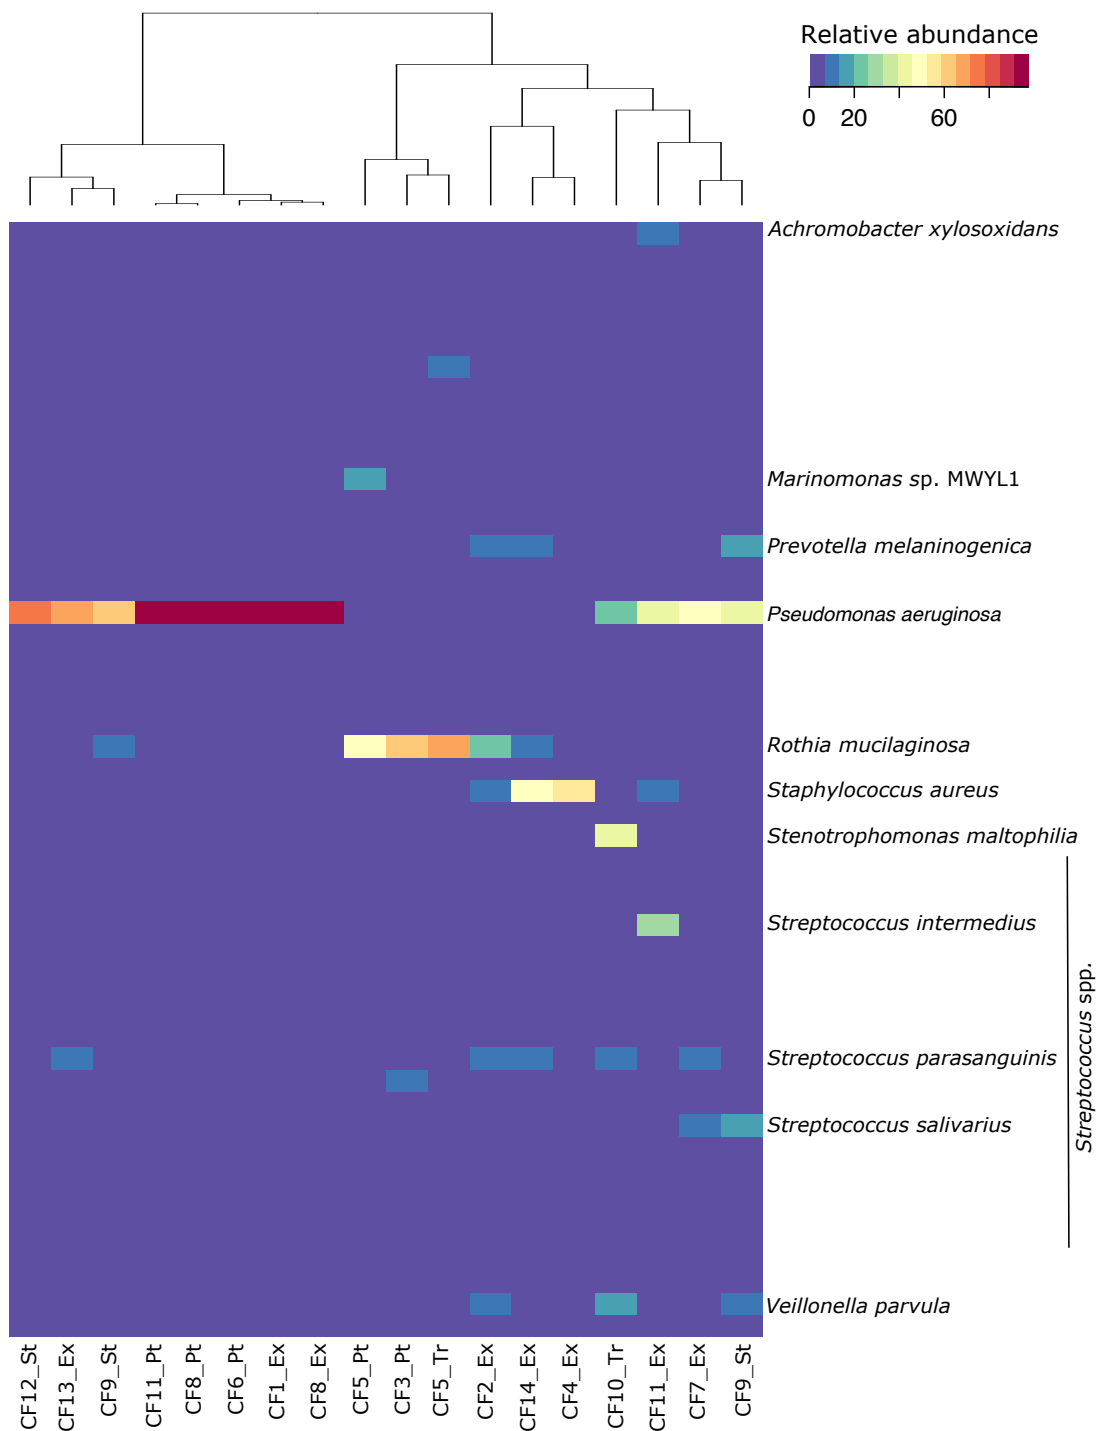 Relative abundance
0 20 60
Achromobacter xylosoxidans
Marinomonas sp. MWYL1
Prevotella melaninogenica
Pseudomonas aeruginosa
Rothia mucilaginosa
Staphylococcus aureus
Stenotrophomonas maltophilia
Streptococcus intermedius
Streptococcus parasanguinis
Streptococcus salivarius
Streptococcus spp.
Veillonella parvula
CF12_St
CF13_Ex
CF9_St
CF11_Pt
CF8_Pt
CF6_Pt
CF1_Ex
CF8_Ex
CF5_Pt
CF3_Pt
CF5_Tr
CF2_Ex
CF14_Ex
CF4_Ex
CF10_Tr
CF11_Ex
CF7_Ex
CF9_St